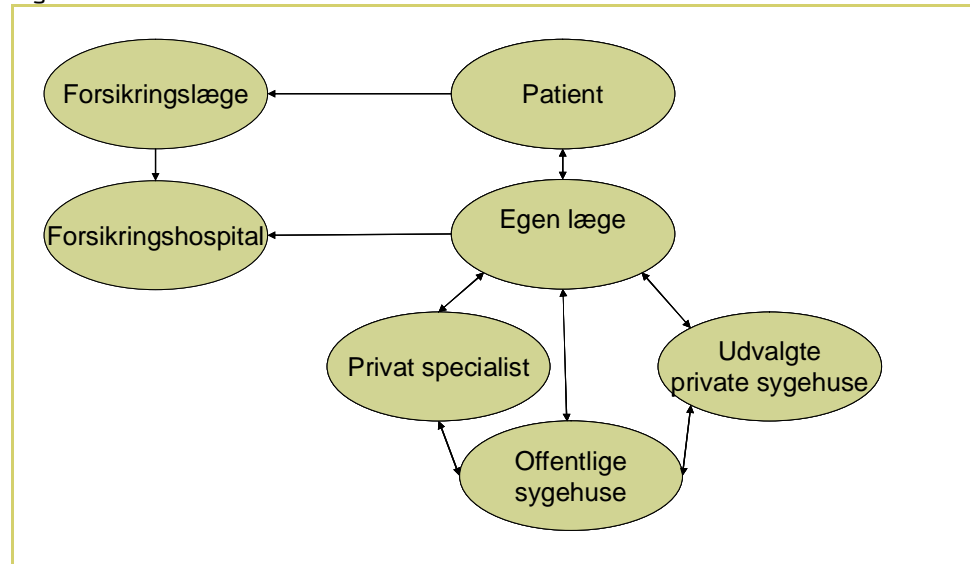 Forsikringslæge
Patient
Forsikringshospital
Egen læge
Privat specialist
Udvalgte
private sygehuse
Offentlige
sygehuse